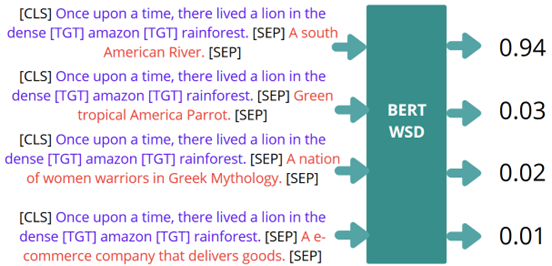 [CLS] Once upon a time, there lived a lion in the
dense [TGT] amazon [TGT] rainforest. [SEP] A south
American River. [SEP]
0.94
[CLS] Once upon a time, there lived a lion in the
dense [TGT] amazon [TGT] rainforest. [SEP] Green
tropical America Parrot. [SEP]
0.03
BERT
WSD
[CLS] Once upon a time, there lived a lion in the
dense [TGT] amazon [TGT] rainforest. [SEP] A nation
of women warriors in Greek Mythology. [SEP]
0.02
[CLS] Once upon a time, there lived a lion in the
dense [TGT] amazon [TGT] rainforest. [SEP] A e-
commerce company that delivers goods. [SEP]
0.01